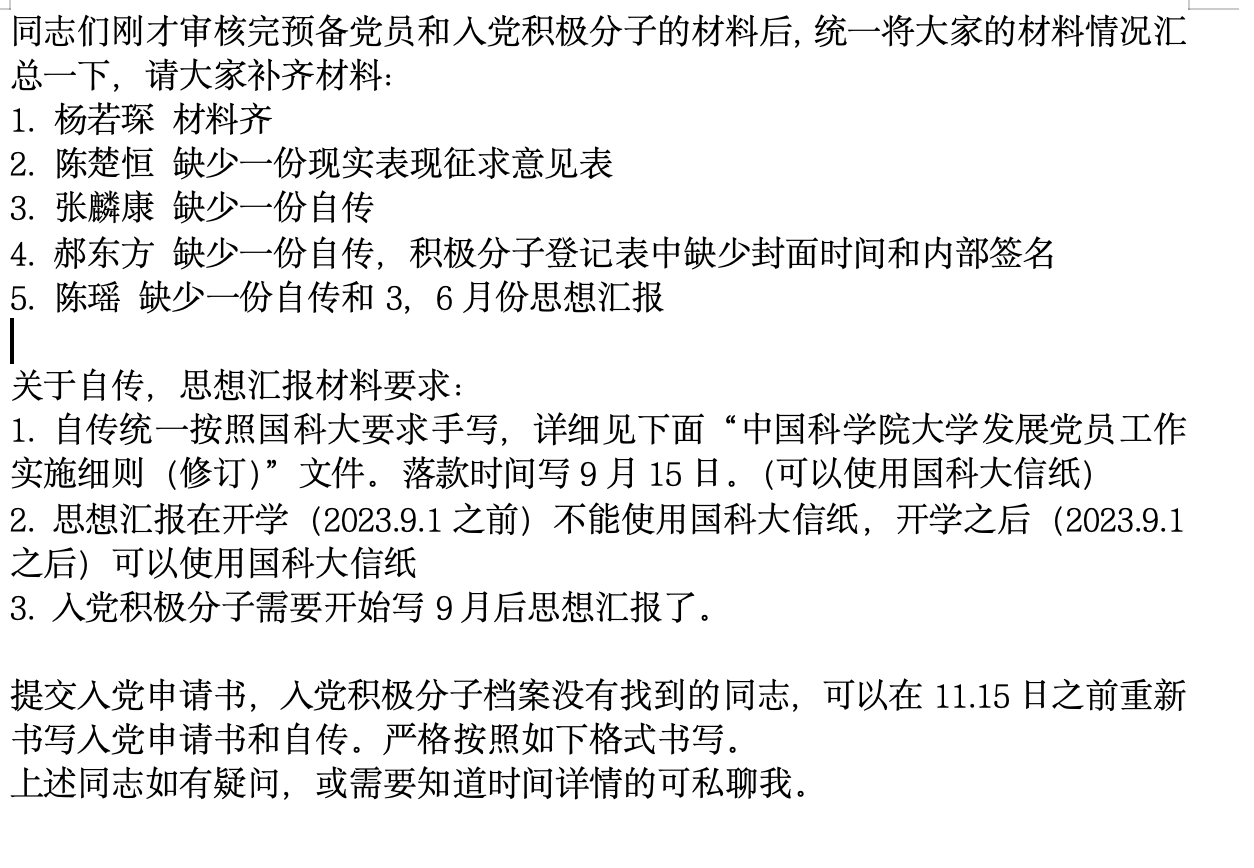 同志们刚才审核完预备党员和入党积极分子的材料后，统一将大家的材料情况汇
总一下，请大家补齐材料：
1. 杨若琛 材料齐
2. 陈楚恒 缺少一份现实表现征求意见表
3. 张麟康 缺少一份自传
4. 郝东方 缺少一份自传，积极分子登记表中缺少封面时间和内部签名
5. 陈瑶 缺少一份自传和 3，6 月份思想汇报
关于自传，思想汇报材料要求：
1. 自传统一按照国科大要求手写，详细见下面“中国科学院大学发展党员工作
实施细则（修订）”文件。落款时间写 9 月 15 日。（可以使用国科大信纸）
2. 思想汇报在开学（2023.9.1 之前）不能使用国科大信纸，开学之后（2023.9.1
之后）可以使用国科大信纸
3. 入党积极分子需要开始写 9 月后思想汇报了。
提交入党申请书，入党积极分子档案没有找到的同志，可以在 11.15 日之前重新
书写入党申请书和自传。严格按照如下格式书写。
上述同志如有疑问，或需要知道时间详情的可私聊我。